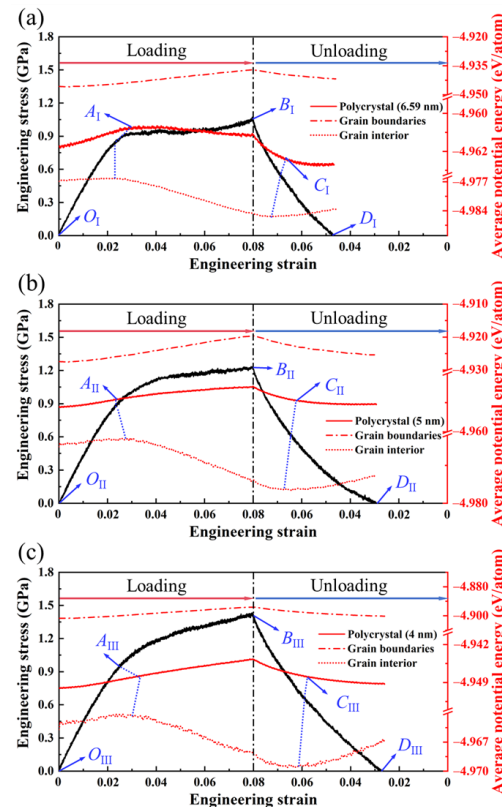 (a)
Loading
Unloading
Engineering stress (GPa)
1.8
1.5
1.2
0.9
0.6
0.3
0.0
A_I
B_I
C_I
D_I
O_I
Polycrystal (6.59 nm)
Grain boundaries
Grain interior
−4.920
−4.935
−4.950
−4.960
−4.962
−4.977
−4.984
Average potential energy (eV/atom)
0.00 0.02 0.04 0.06 0.08 0.06 0.04 0.02 0
Engineering strain
(b)
Loading
Unloading
Engineering stress (GPa)
1.8
1.5
1.2
0.9
0.6
0.3
0.0
A_II
B_II
C_II
D_II
O_II
Polycrystal (5 nm)
Grain boundaries
Grain interior
−4.910
−4.920
−4.930
−4.960
−4.980
Average potential energy (eV/atom)
0.00 0.02 0.04 0.06 0.08 0.06 0.04 0.02 0
Engineering strain
(c)
Loading
Unloading
Engineering stress (GPa)
1.8
1.5
1.2
0.9
0.6
0.3
0.0
A_III
B_III
C_III
D_III
O_III
Polycrystal (4 nm)
Grain boundaries
Grain interior
−4.880
−4.900
−4.942
−4.949
−4.967
−4.970
Average potential energy (eV/atom)
0.00 0.02 0.04 0.06 0.08 0.06 0.04 0.02 0
Engineering strain